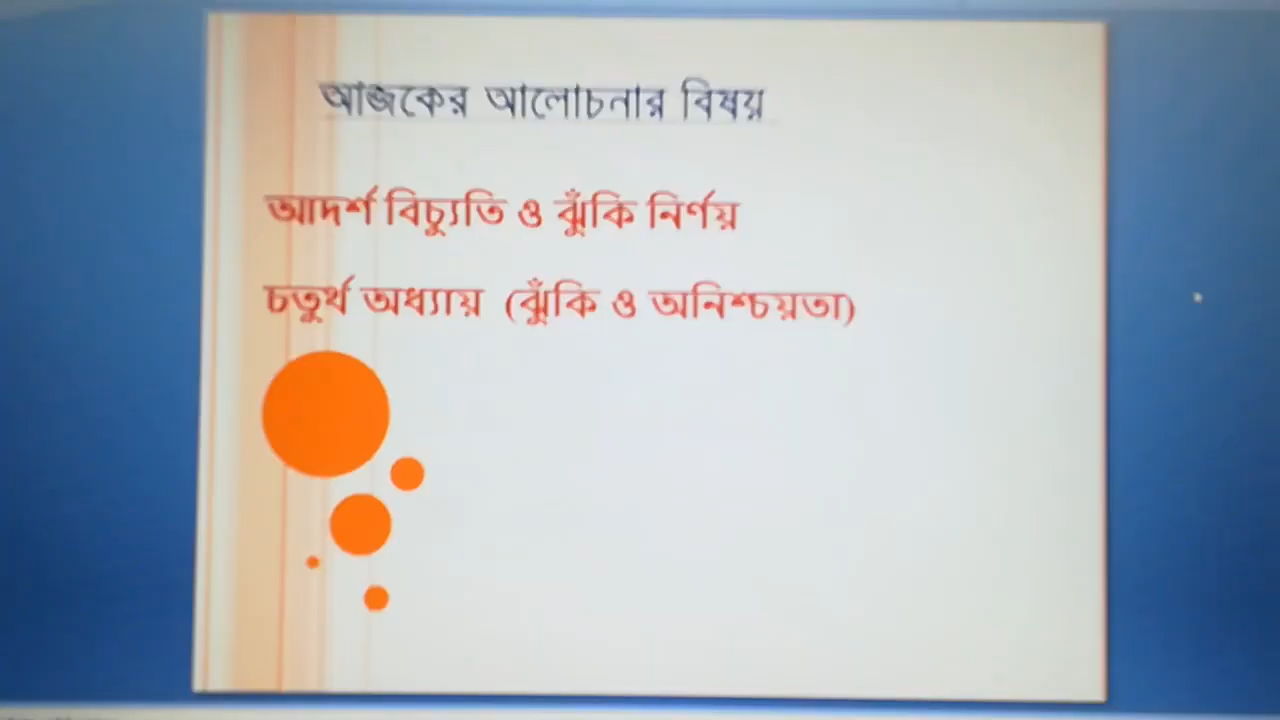 আজকের আলোচনার বিষয়
আদর্শ বিচ্যুতি ও ঝুঁকি নির্ণয়
চতুর্থ অধ্যায় (ঝুঁকি ও অনিশ্চয়তা)